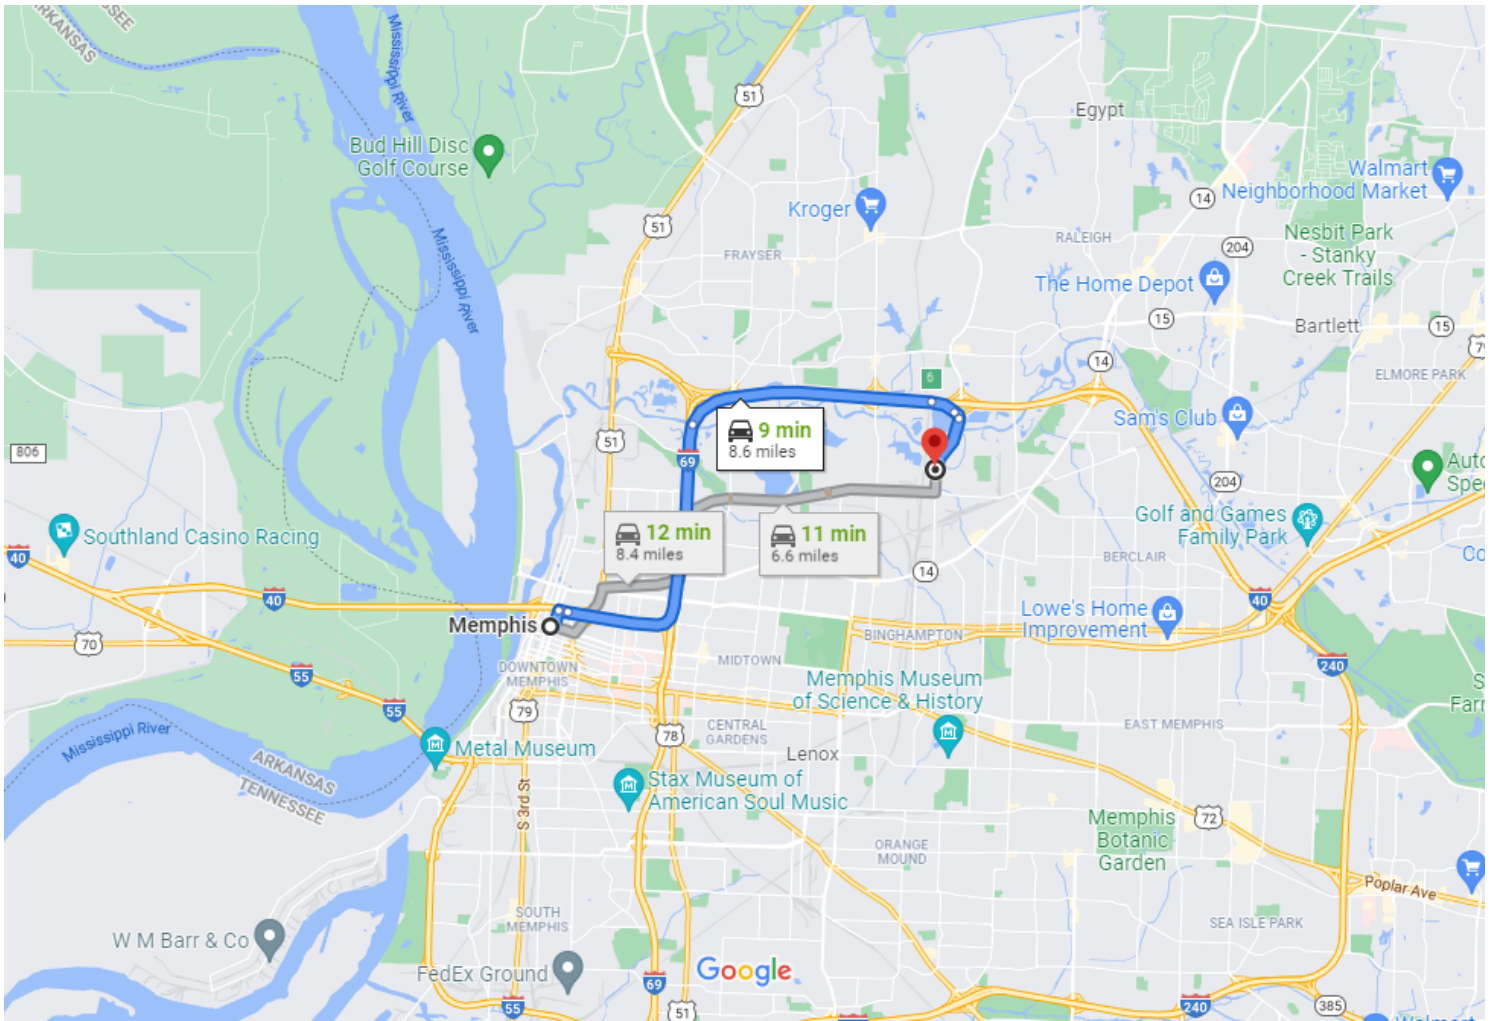 ARKANSAS
Mississippi River
51
Egypt
Bud Hill Disc
Golf Course
Walmart
Neighborhood Market
14
Kroger
51
Mississippi River
FRAYSER
RALEIGH
204
Nesbit Park
- Stanky
Creek Trails
The Home Depot
15
Bartlett
15
14
6
ELMORE PARK
Sam's Club
9 min
8.6 miles
51
69
806
204
Golf and Games
Family Park
Southland Casino Racing
12 min
8.4 miles
11 min
6.6 miles
BERCLAIR
40
14
40
40
Memphis
Lowe's Home
Improvement
BINGHAMPTON
70
DOWNTOWN
MEMPHIS
MIDTOWN
240
55
Memphis Museum
of Science & History
55
79
CENTRAL
GARDENS
EAST MEMPHIS
Mississippi River
78
Metal Museum
Lenox
ARKANSAS
TENNESSEE
Stax Museum of
American Soul Music
S 3rd St
72
Memphis
Botanic
Garden
ORANGE
MOUND
Poplar Ave
SOUTH
MEMPHIS
SEA ISLE PARK
W M Barr & Co
FedEx Ground
Google
69
55
51
240
385